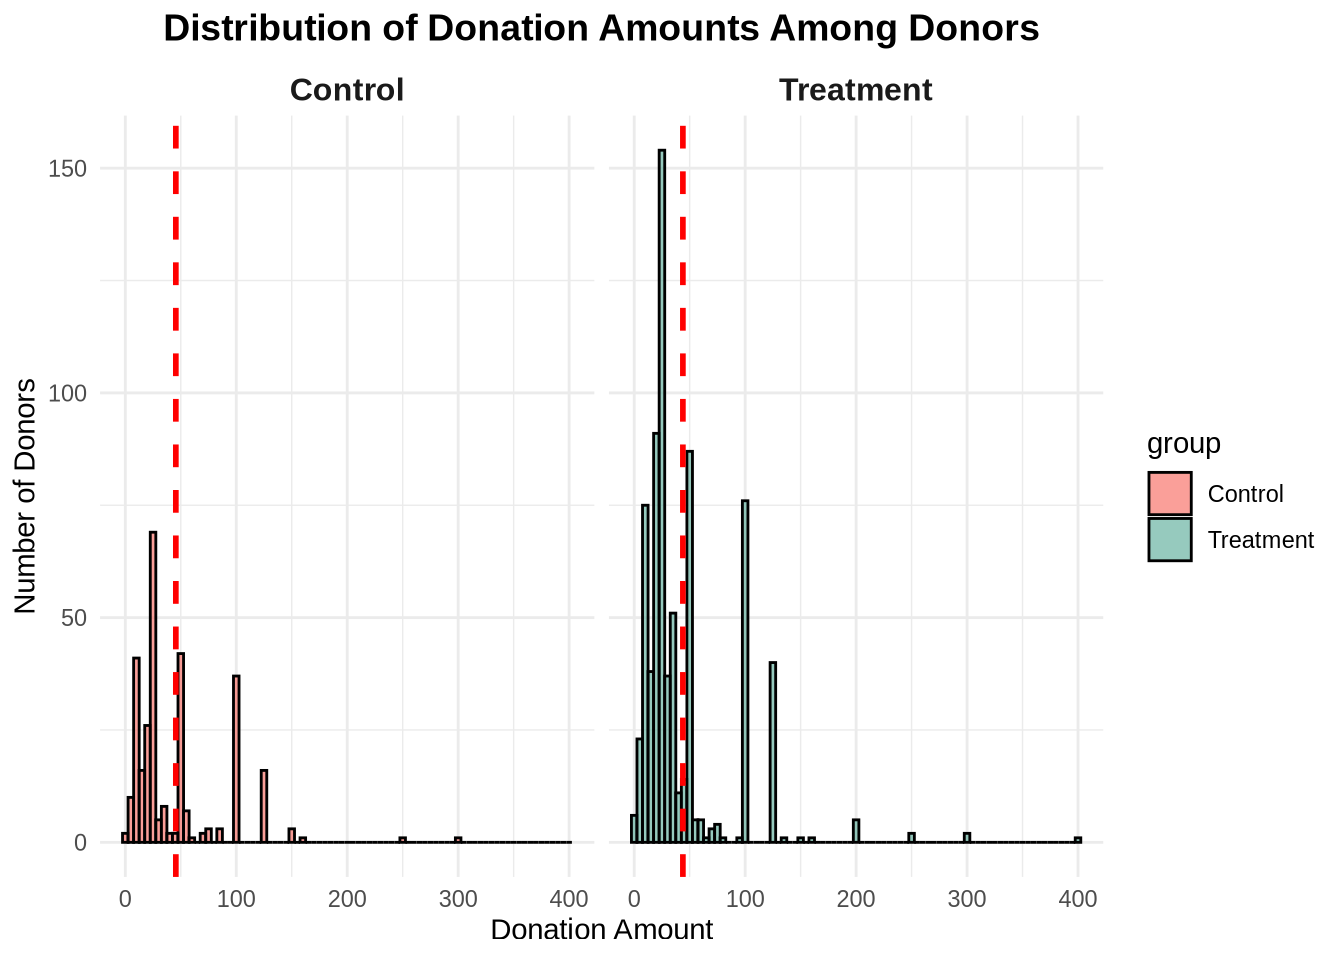 Distribution of Donation Amounts Among Donors
Control
Treatment
150
100
50
0
Number of Donors
0 100 200 300 400
0 100 200 300 400
Donation Amount
group
Control
Treatment